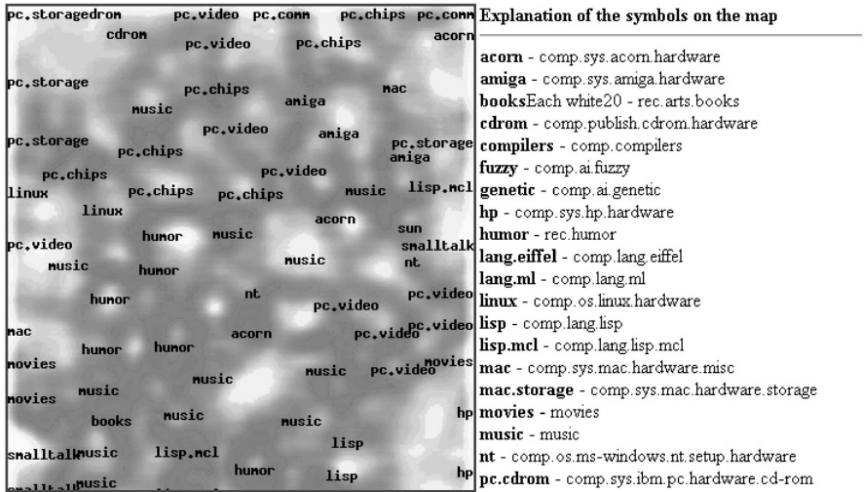 pc.storagedrom pc.video pc.comm pc.chips pc.comm
cdrom pc.video pc.chips acorn
pc.storage pc.chips amiga mac
music
pc.video amiga
pc.storage pc.chips pc.storage
amiga
pc.chips pc.video
linux pc.chips pc.chips music lisp.mcl
linux acorn
humor music sun
pc.video smalltalk
music humor music nt
humor nt pc.video pc.video
mac acorn pc.video pc.video
humor humor
movies music music pc.video movies
movies music
books music music hp
lisp
smalltalk music lisp.mcl
humor lisp hp
music
Explanation of the symbols on the map
acorn - comp.sys.acorn.hardware
amiga - comp.sys.amiga.hardware
booksEach white20 - rec.arts.books
cdrom - comp.publish.cdrom.hardware
compilers - comp.compilers
fuzzy - comp.ai.fuzzy
genetic - comp.ai.genetic
hp - comp.sys.hp.hardware
humor - rec.humor
lang.eiffel - comp.lang.eiffel
lang.ml - comp.lang.ml
linux - comp.os.linux.hardware
lisp - comp.lang.lisp
lisp.mcl - comp.lang.lisp.mcl
mac - comp.sys.mac.hardware.misc
mac.storage - comp.sys.mac.hardware.storage
movies - movies
music - music
nt - comp.os.ms-windows.nt.setup.hardware
pc.cdrom - comp.sys.ibm.pc.hardware.cd-rom